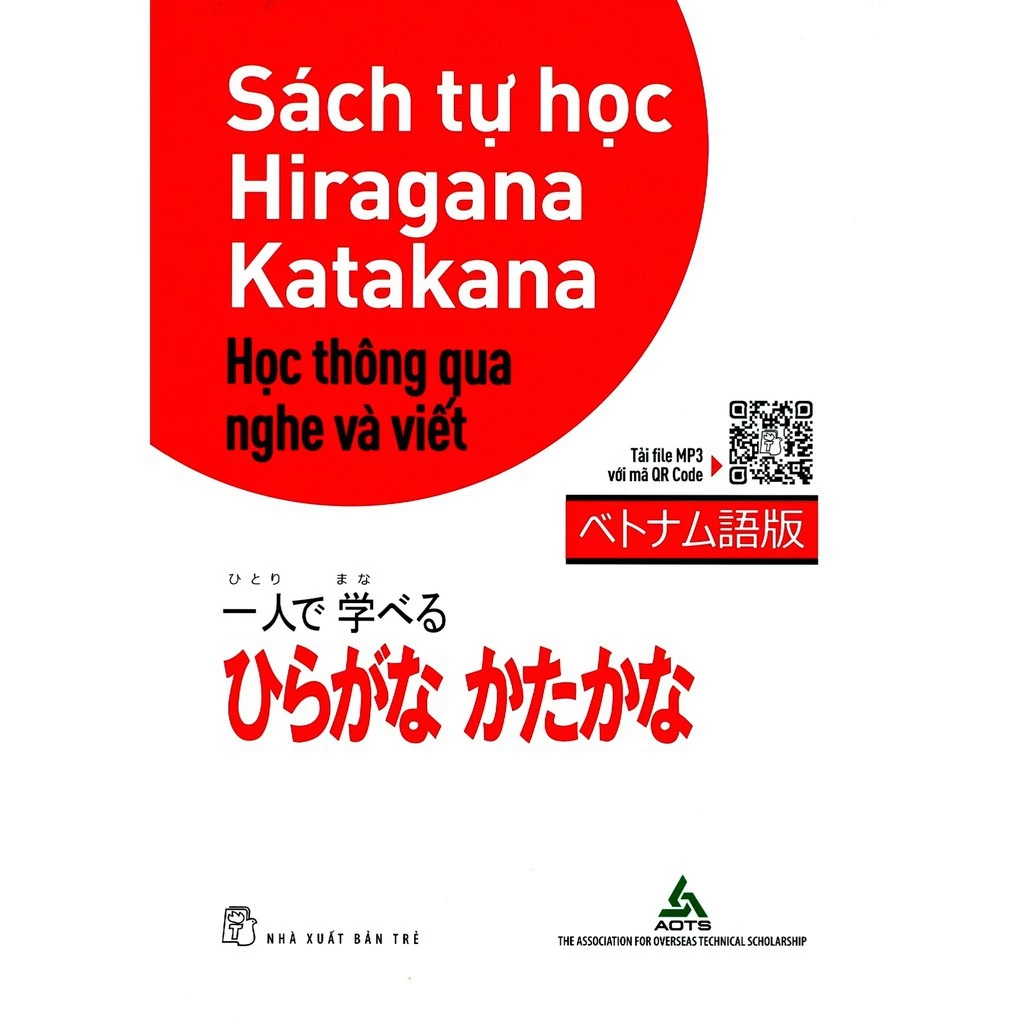 Sách tự học
Hiragana
Katakana
Học thông qua
nghe và viết
Tải file MP3
với mã QR Code
ベトナム語版
ひとり まな
一人で 学べる
ひらがな かたかな
NHÀ XUẤT BẢN TRẺ
AOTS
THE ASSOCIATION FOR OVERSEAS TECHNICAL SCHOLARSHIP